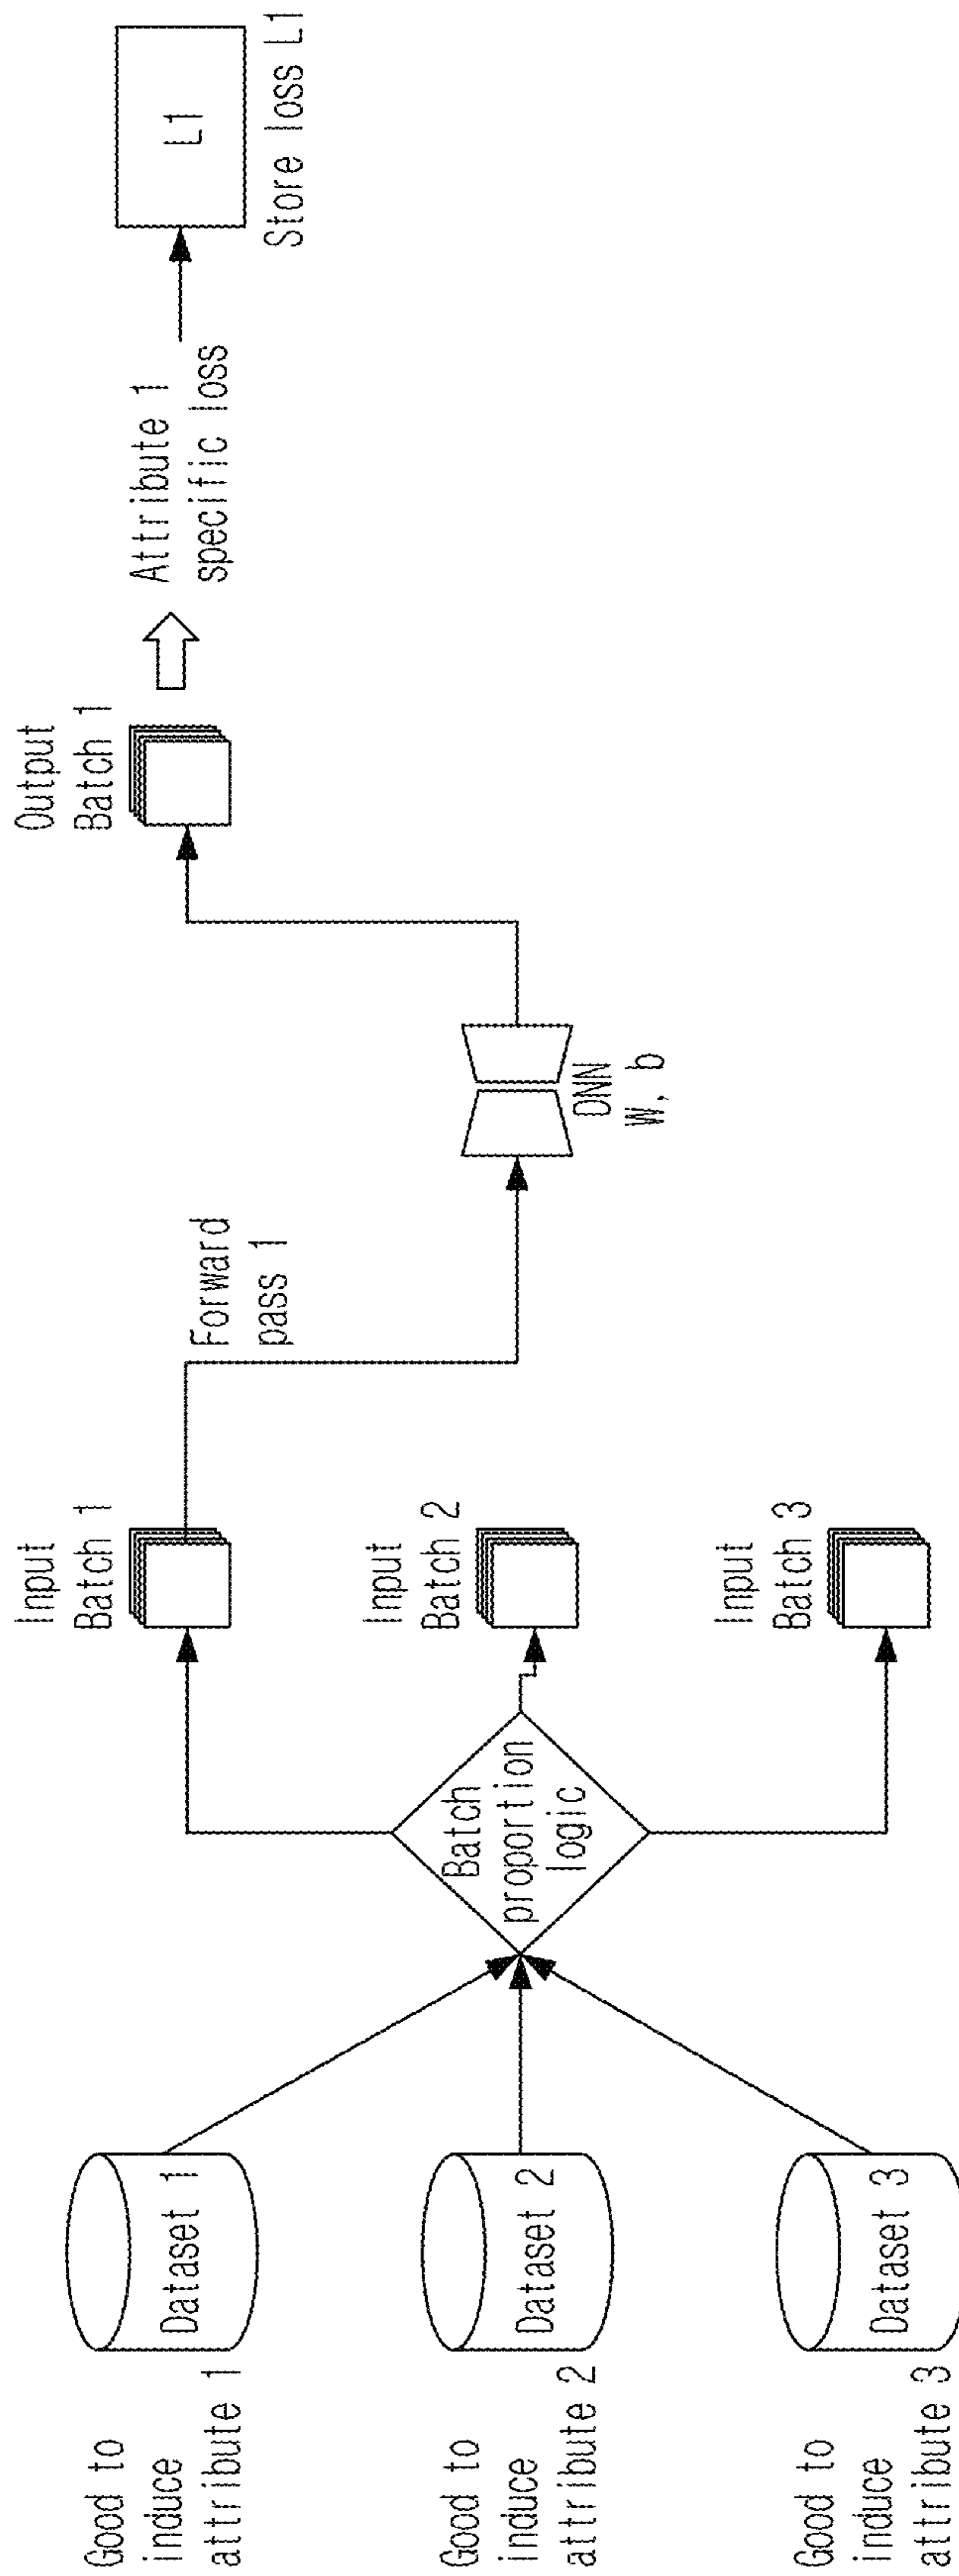 Good to
induce
attribute 1
Dataset 1
Good to
induce
attribute 2
Dataset 2
Good to
induce
attribute 3
Dataset 3
Batch
proportion
logic
Input
Batch 1
Input
Batch 2
Input
Batch 3
Forward
pass 1
DNN
W, b
Output
Batch 1
Attribute 1
specific loss
L1
Store loss L1